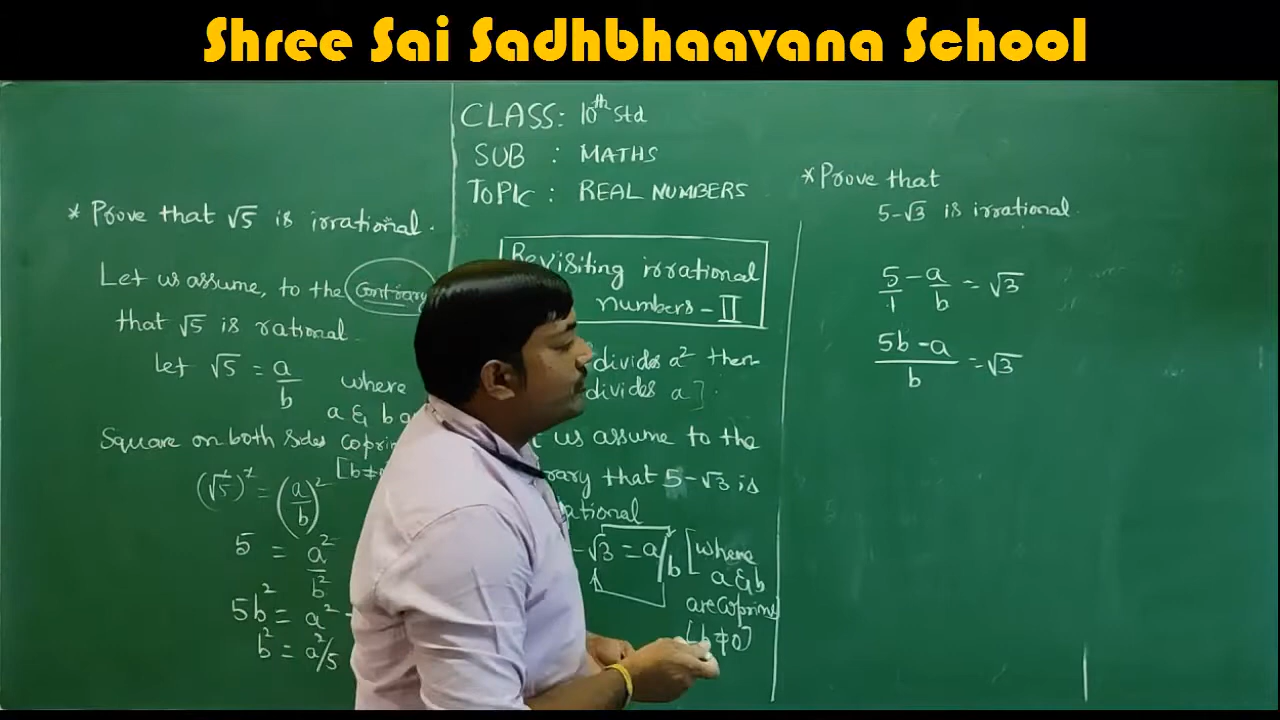 Shree Sai Sadhbhaavana School
CLASS: 10th Std
SUB : MATHS
TOPIC : REAL NUMBERS
* Prove that √5 is irrational.
Let us assume, to the Contrary
that √5 is rational.
let √5 = a/b where
a & b
Square on both sides
[b≠
(√5)² = (a/b)²
5 = a²/b²
5b² = a²
b² = a²/5
Revisiting irrational
numbers - II
divides a² then
divides a].
us assume to the
that 5-√3 is
- √3 = a/b [where
a & b
are Coprime
[b≠0]
* Prove that
5-√3 is irrational.
5/1 - a/b = √3
5b-a/b = √3